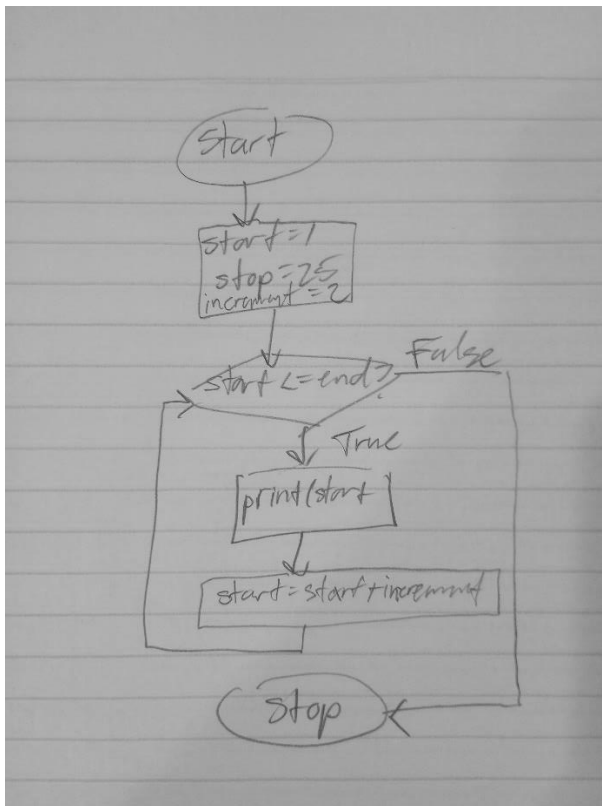 Start
start=1
stop=25
increment=2
start <=end?
False
True
print(start
start=start+increment
Stop